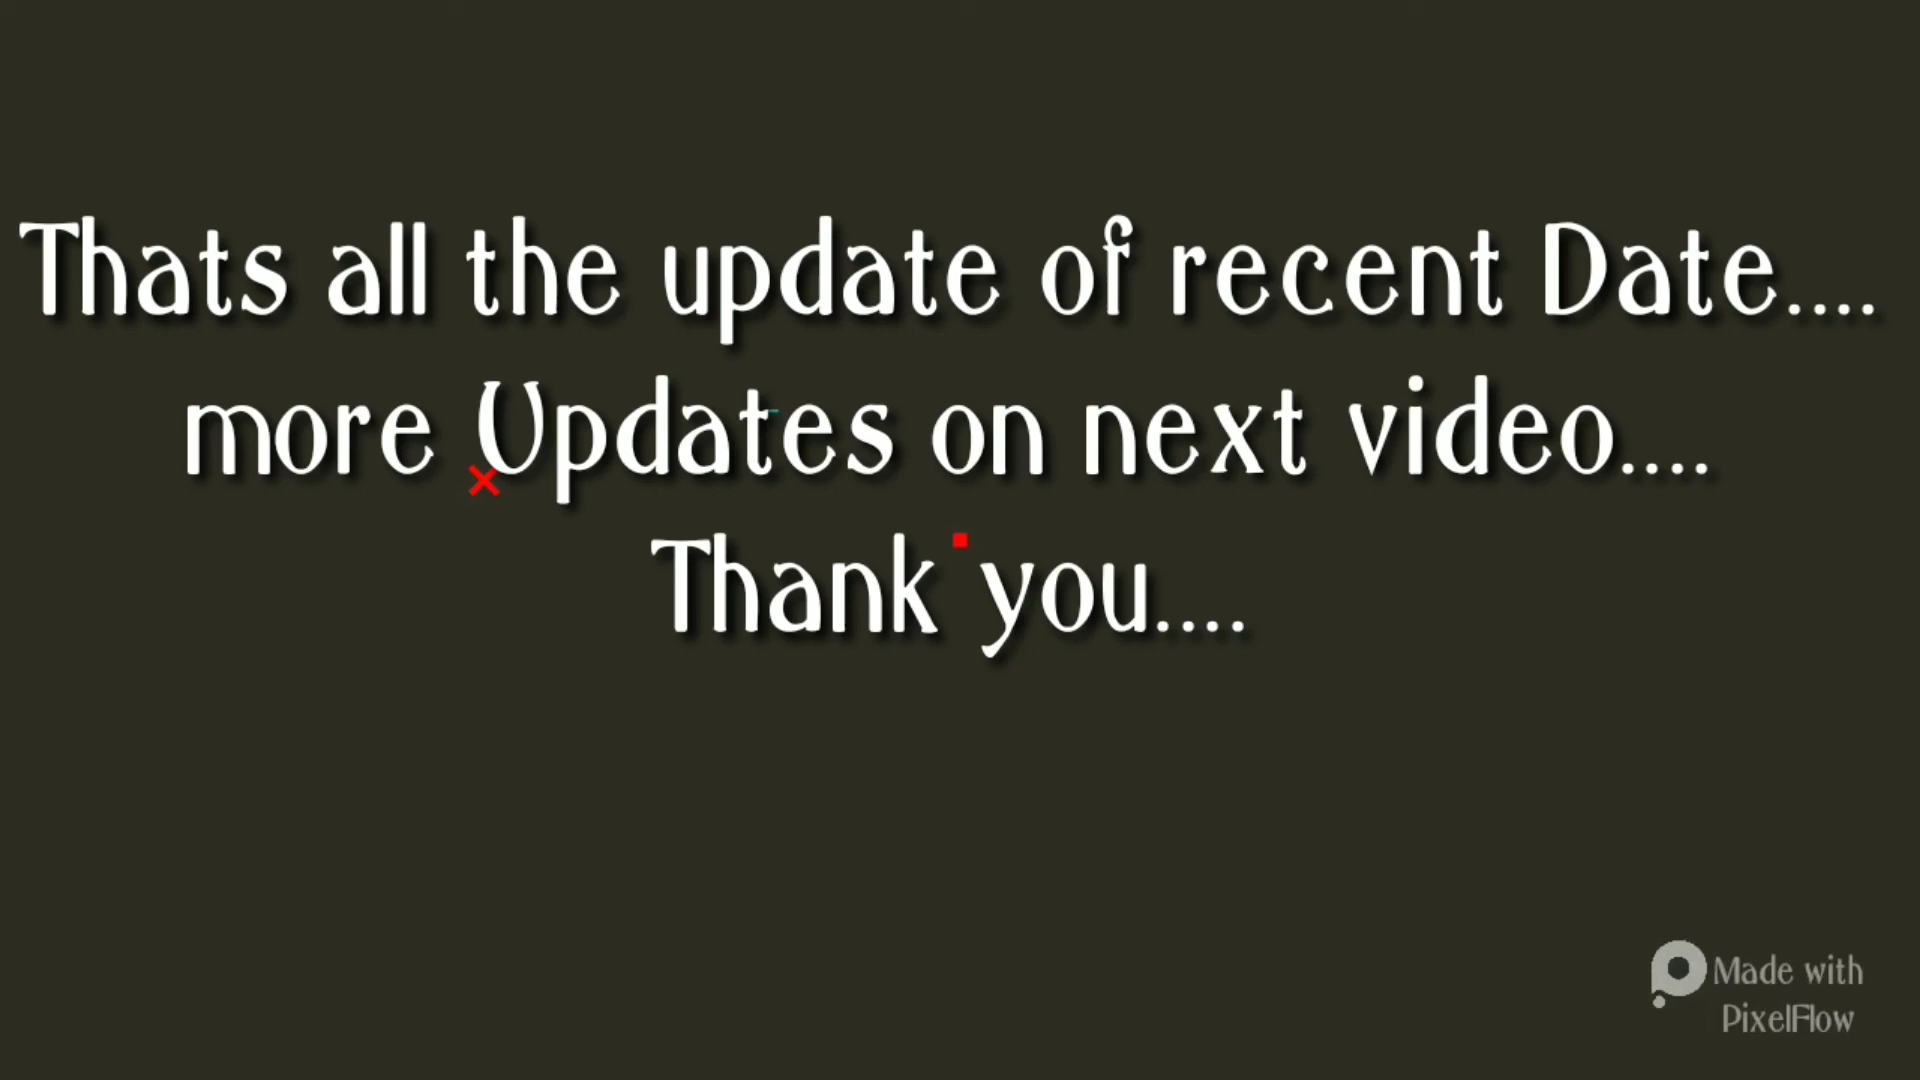 Thats all the update of recent Date....
more Updates on next video....
Thank you....
Made with
PixelFlow